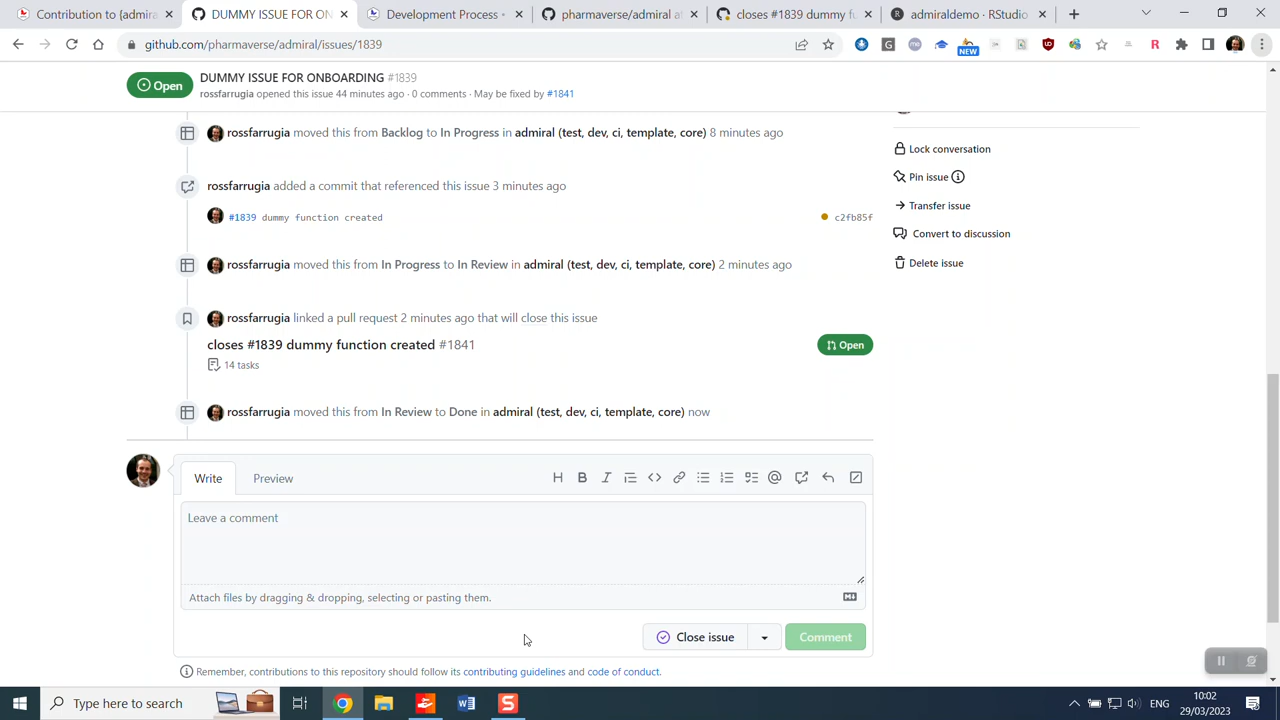 Contribution to [admira
DUMMY ISSUE FOR ON
Development Process •
pharmaverse/admiral at
closes #1839 dummy fu
R admiraldemo - RStudio
github.com/pharmaverse/admiral/issues/1839
G
NEW
R
Open
DUMMY ISSUE FOR ONBOARDING #1839
rossfarrugia opened this issue 44 minutes ago · 0 comments · May be fixed by #1841
rossfarrugia moved this from Backlog to In Progress in admiral (test, dev, ci, template, core) 8 minutes ago
rossfarrugia added a commit that referenced this issue 3 minutes ago
#1839 dummy function created
c2fb85f
rossfarrugia moved this from In Progress to In Review in admiral (test, dev, ci, template, core) 2 minutes ago
rossfarrugia linked a pull request 2 minutes ago that will close this issue
closes #1839 dummy function created #1841
Open
14 tasks
rossfarrugia moved this from In Review to Done in admiral (test, dev, ci, template, core) now
Lock conversation
Pin issue
Transfer issue
Convert to discussion
Delete issue
Write
Preview
Leave a comment
Attach files by dragging & dropping, selecting or pasting them.
Close issue
Comment
Remember, contributions to this repository should follow its contributing guidelines and code of conduct.
Type here to search
ENG
10:02
29/03/2023